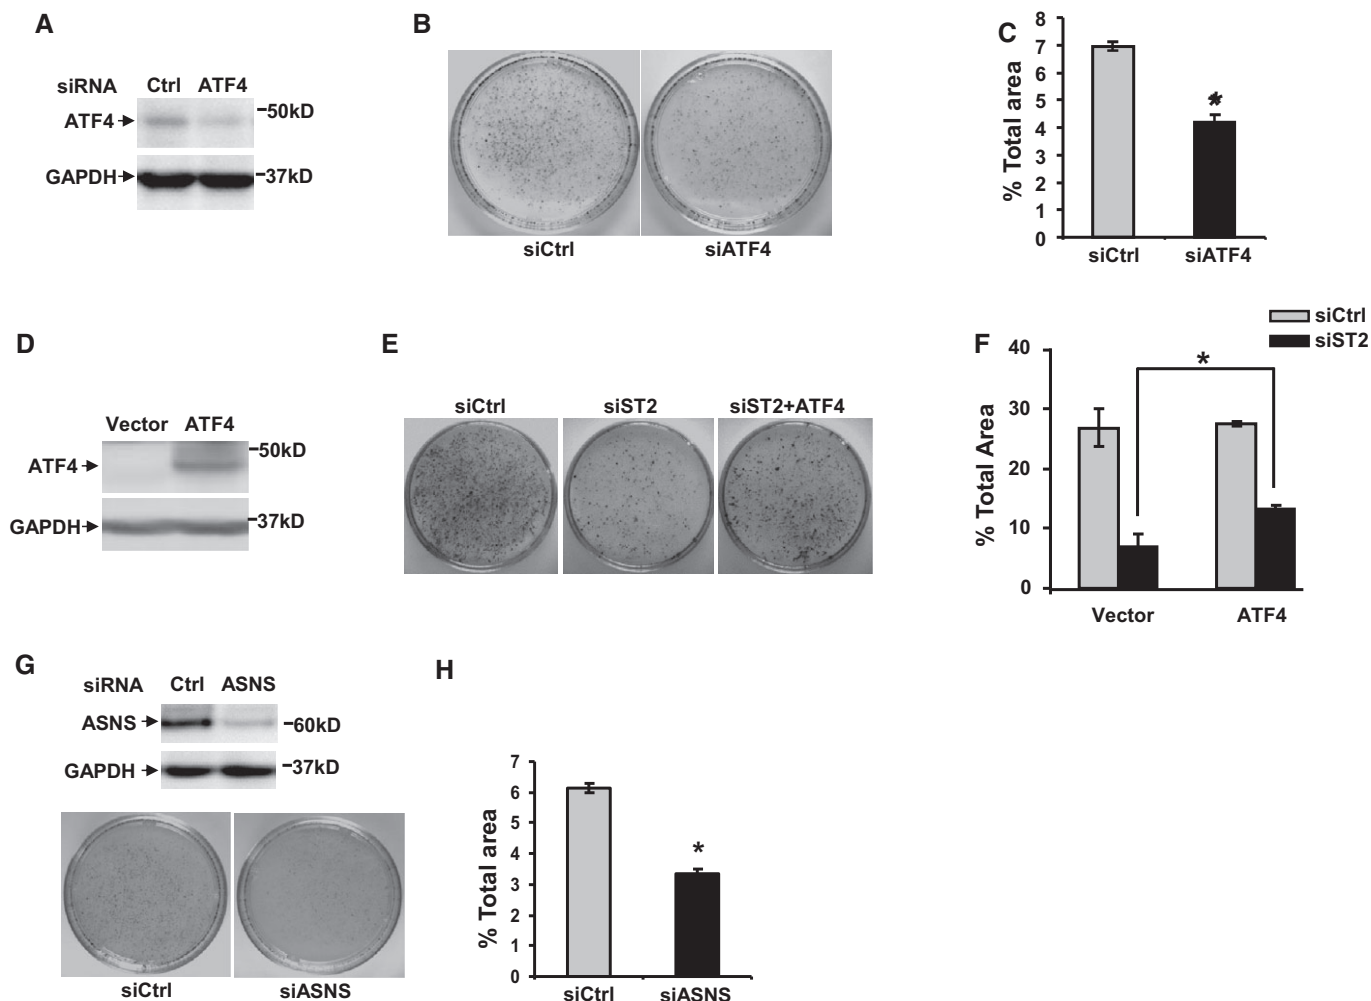 A
siRNA Ctrl ATF4
ATF4
-50kD
GAPDH
-37kD
B
siCtrl siATF4
C
% Total area
8
7
6
5
4
3
2
1
0
*
siCtrl siATF4
D
Vector ATF4
ATF4
-50kD
GAPDH
-37kD
E
siCtrl siST2 siST2+ATF4
F
siCtrl
siST2
% Total Area
40
30
20
10
0
*
Vector ATF4
G
siRNA Ctrl ASNS
ASNS
-60kD
GAPDH
-37kD
siCtrl siASNS
H
% Total area
7
6
5
4
3
2
1
0
*
siCtrl siASNS